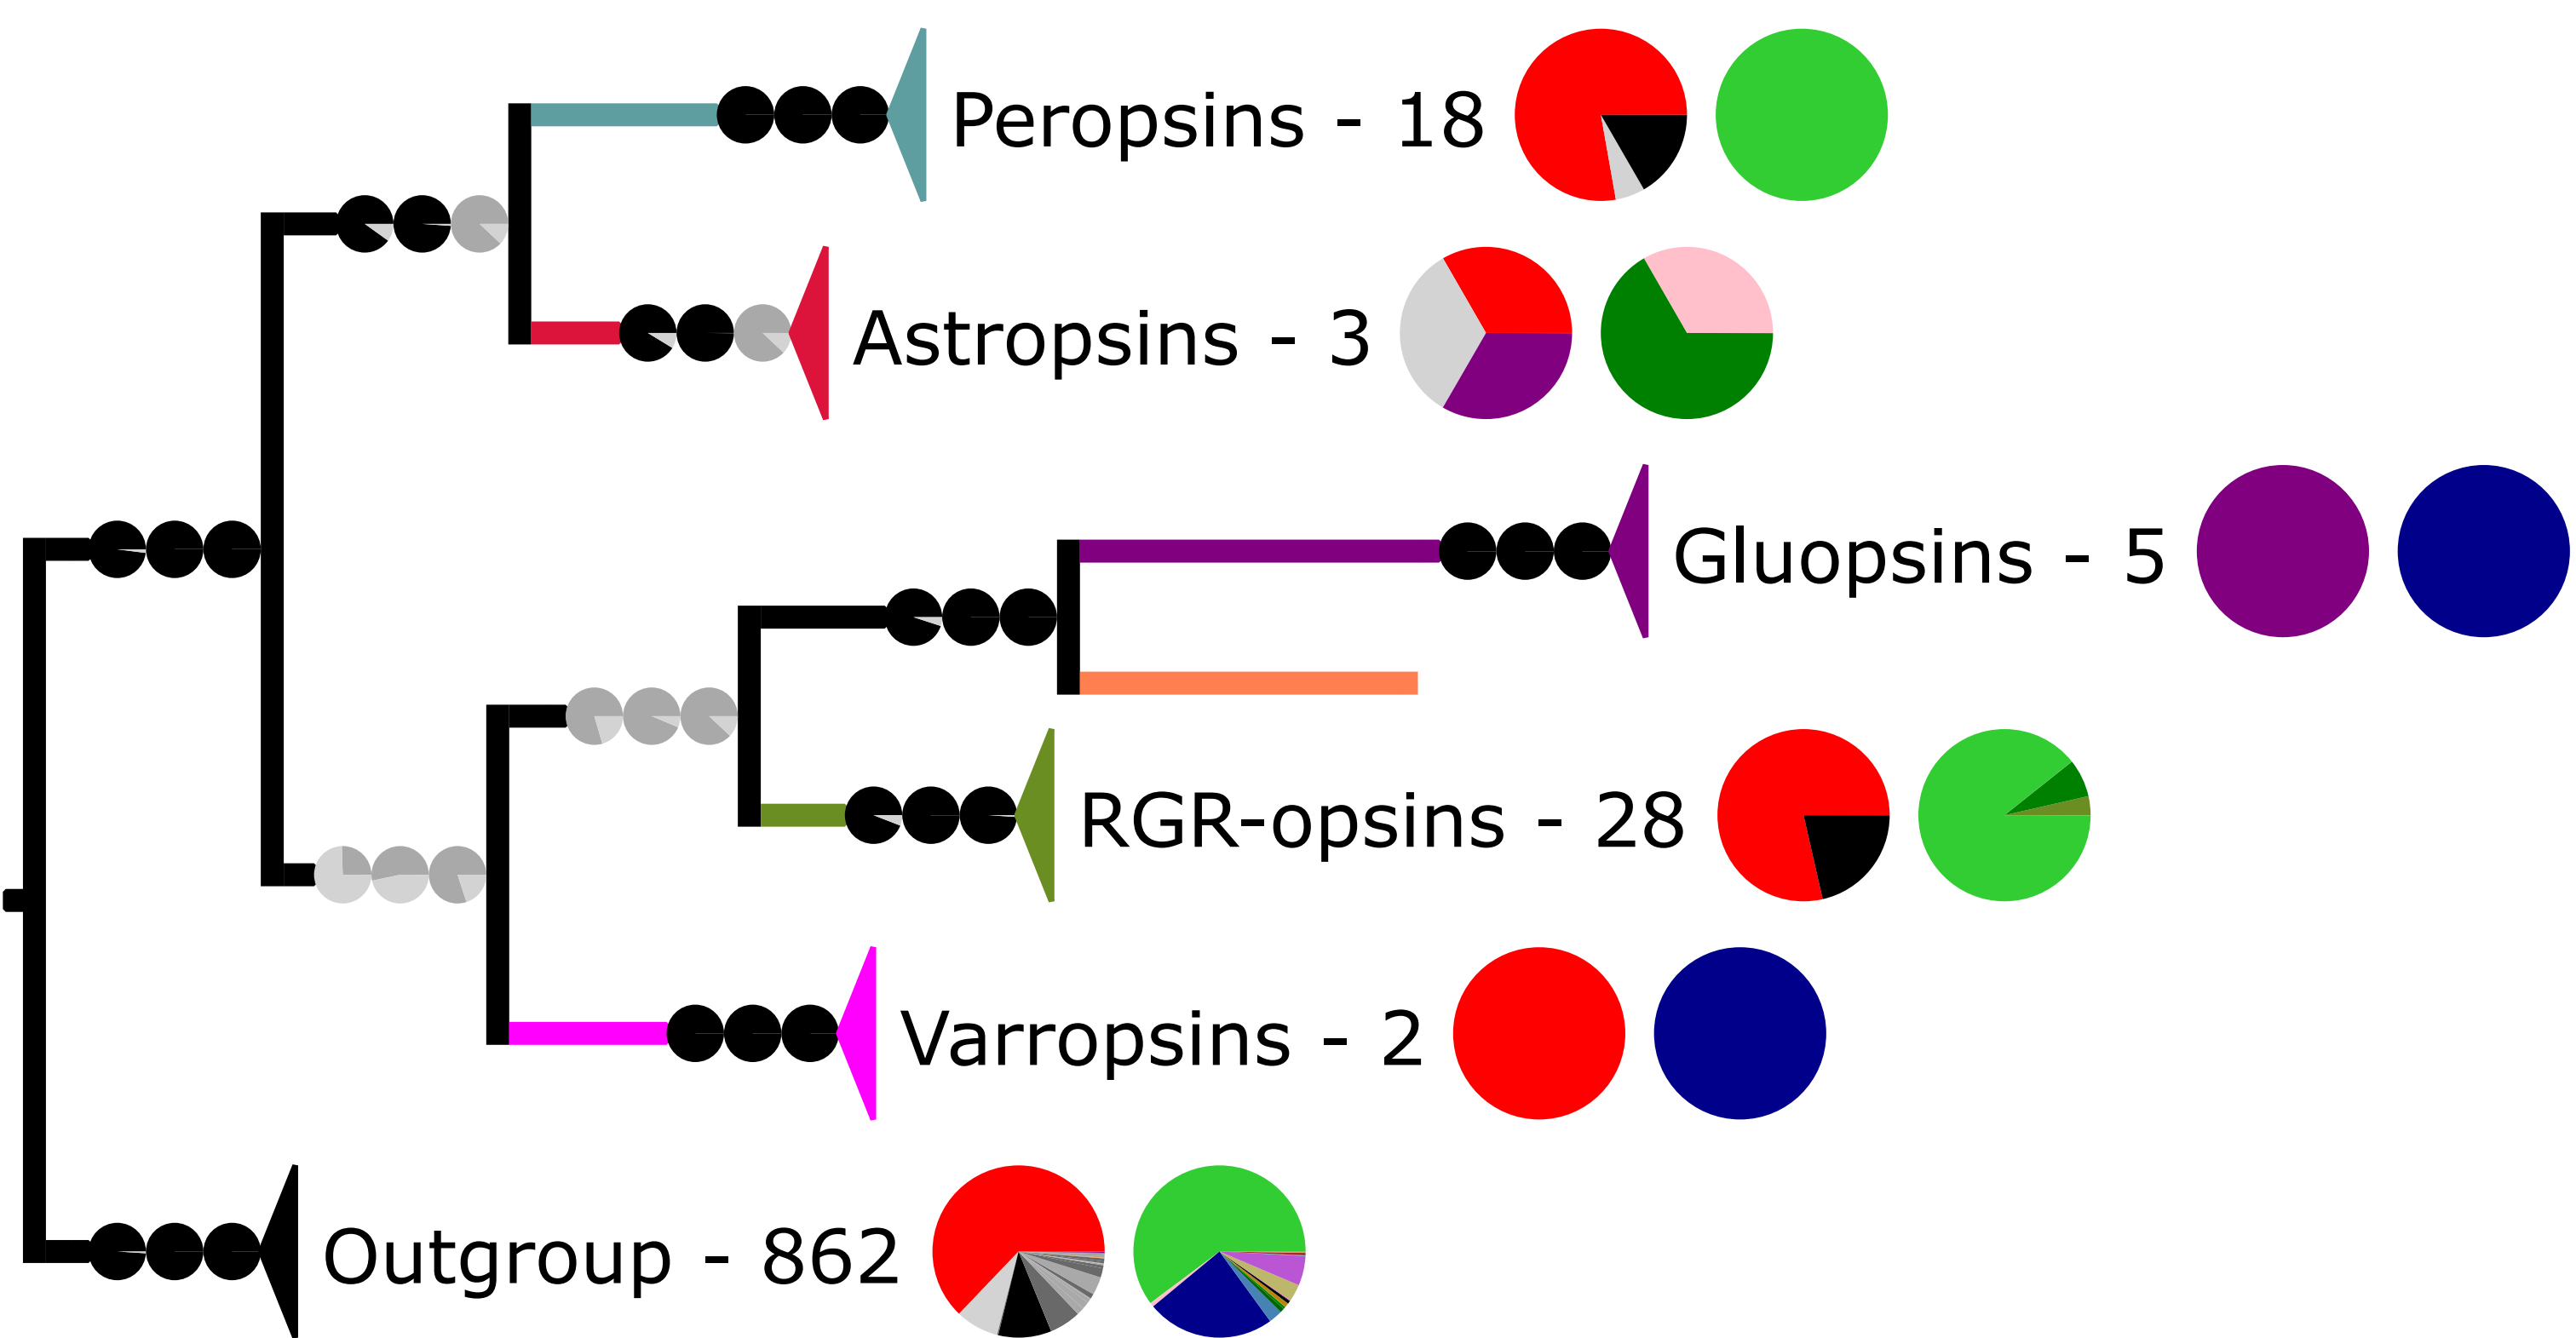 Peropsins - 18
Astropsins - 3
Gluopsins - 5
RGR-opsins - 28
Varropsins - 2
Outgroup - 862